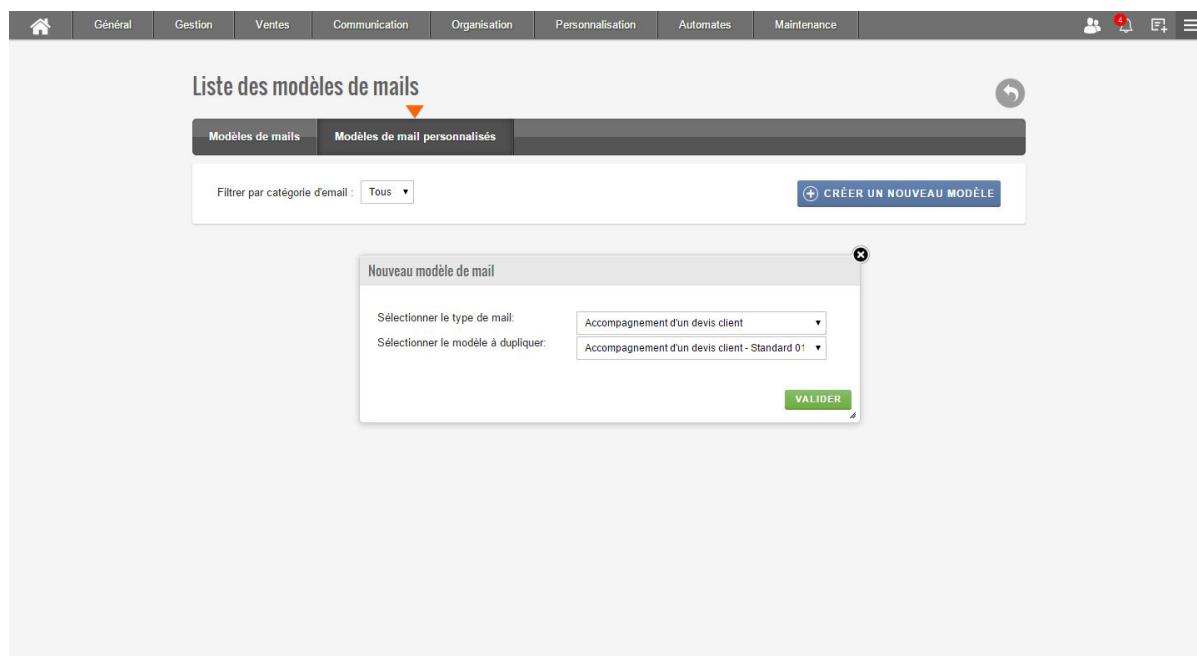 Général Gestion Ventes Communication Organisation Personnalisation Automates Maintenance 4
Liste des modèles de mails
Modèles de mails Modèles de mail personnalisés
Filtrer par catégorie d'email : Tous CRÉER UN NOUVEAU MODÈLE
Nouveau modèle de mail
Sélectionner le type de mail: Accompagnement d'un devis client
Sélectionner le modèle à dupliquer: Accompagnement d'un devis client - Standard 01
VALIDER